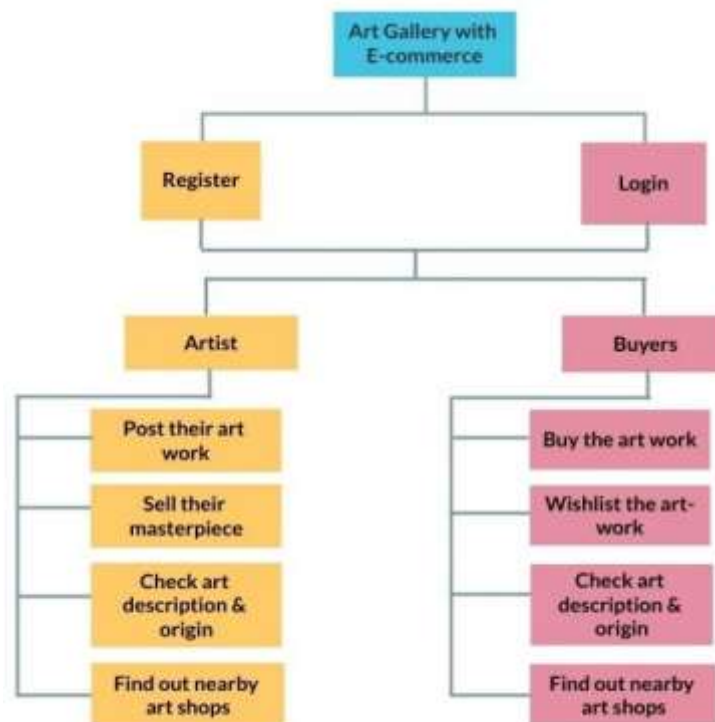 Art Gallery with
E-commerce
Register
Login
Artist
Buyers
Post their art
work
Sell their
masterpiece
Check art
description &
origin
Find out nearby
art shops
Buy the art work
Wishlist the art-
work
Check art
description &
origin
Find out nearby
art shops